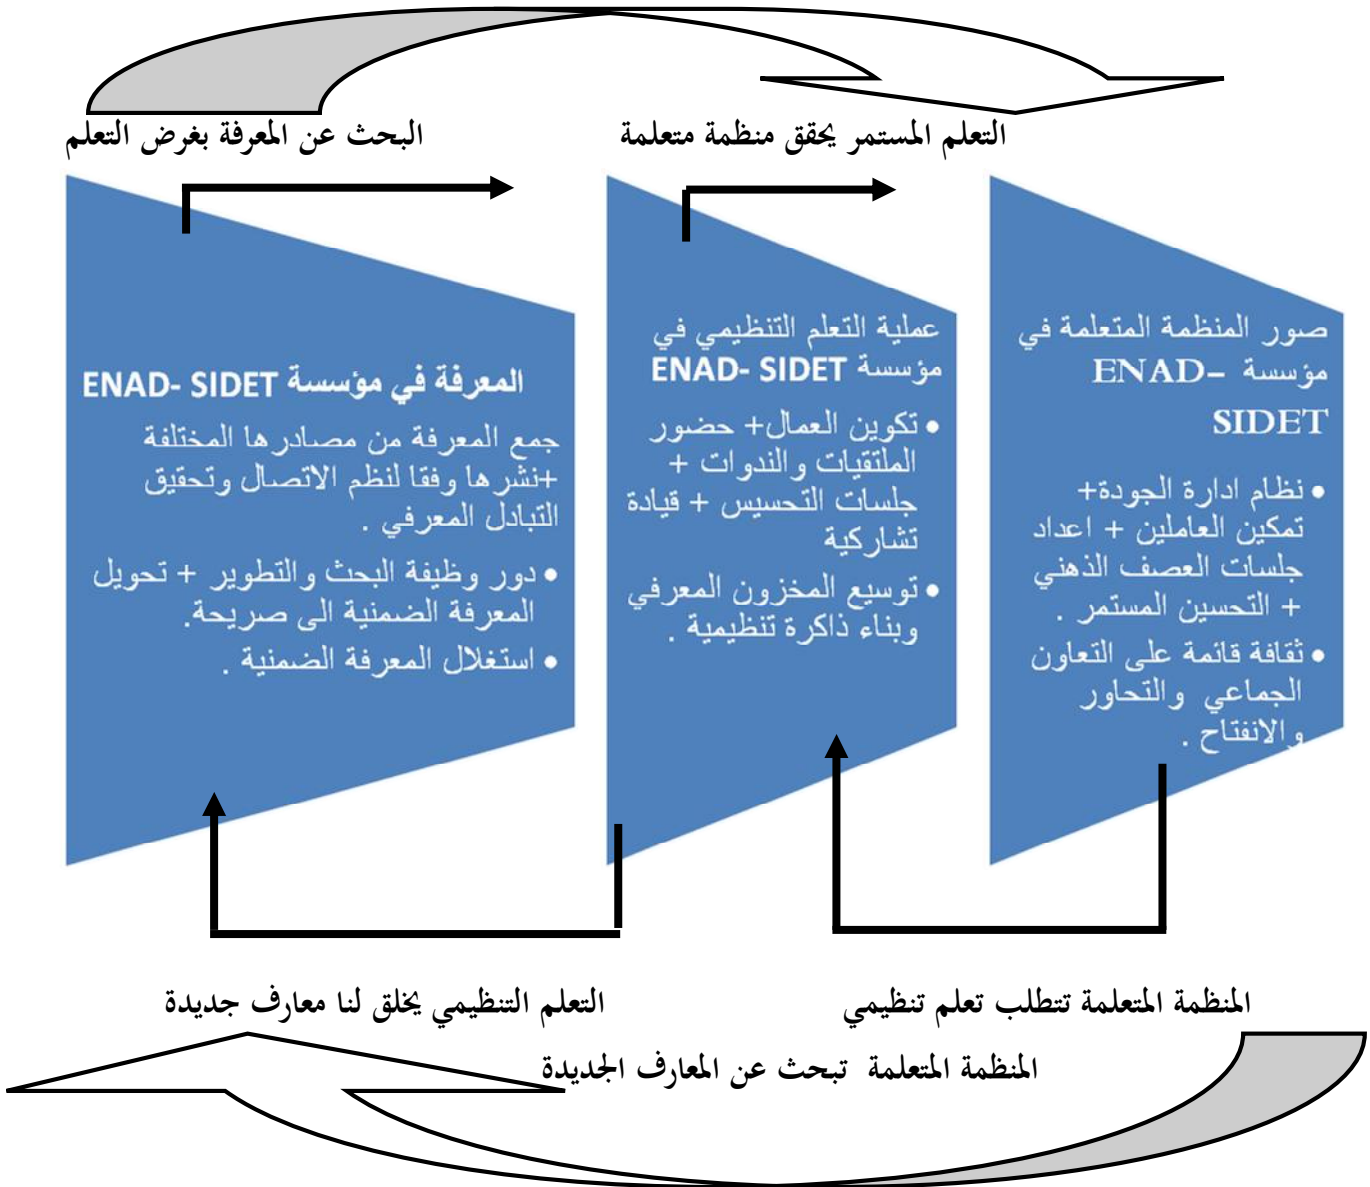 البحث عن المعرفة بغرض التعلم
التعلم المستمر يحقق منظمة متعلمة
المعرفة في مؤسسة ENAD- SIDET
جمع المعرفة من مصادرها المختلفة
+نشرها وفقا لنظم الاتصال وتحقيق
التبادل المعرفي .
• دور وظيفة البحث والتطوير + تحويل
المعرفة الضمنية الى صريحة.
• استغلال المعرفة الضمنية .
عملية التعلم التنظيمي في
مؤسسة ENAD- SIDET
• تكوين العمال+ حضور
الملتقيات والندوات +
جلسات التحسيس + قيادة
تشاركية
• توسيع المخزون المعرفي
وبناء ذاكرة تنظيمية .
صور المنظمة المتعلمة في
مؤسسة ENAD–
SIDET
• نظام ادارة الجودة+
تمكين العاملين + اعداد
جلسات العصف الذهني
+ التحسين المستمر .
• ثقافة قائمة على التعاون
الجماعي والتحاور
والانفتاح .
التعلم التنظيمي يخلق لنا معارف جديدة
المنظمة المتعلمة تتطلب تعلم تنظيمي
المنظمة المتعلمة تبحث عن المعارف الجديدة